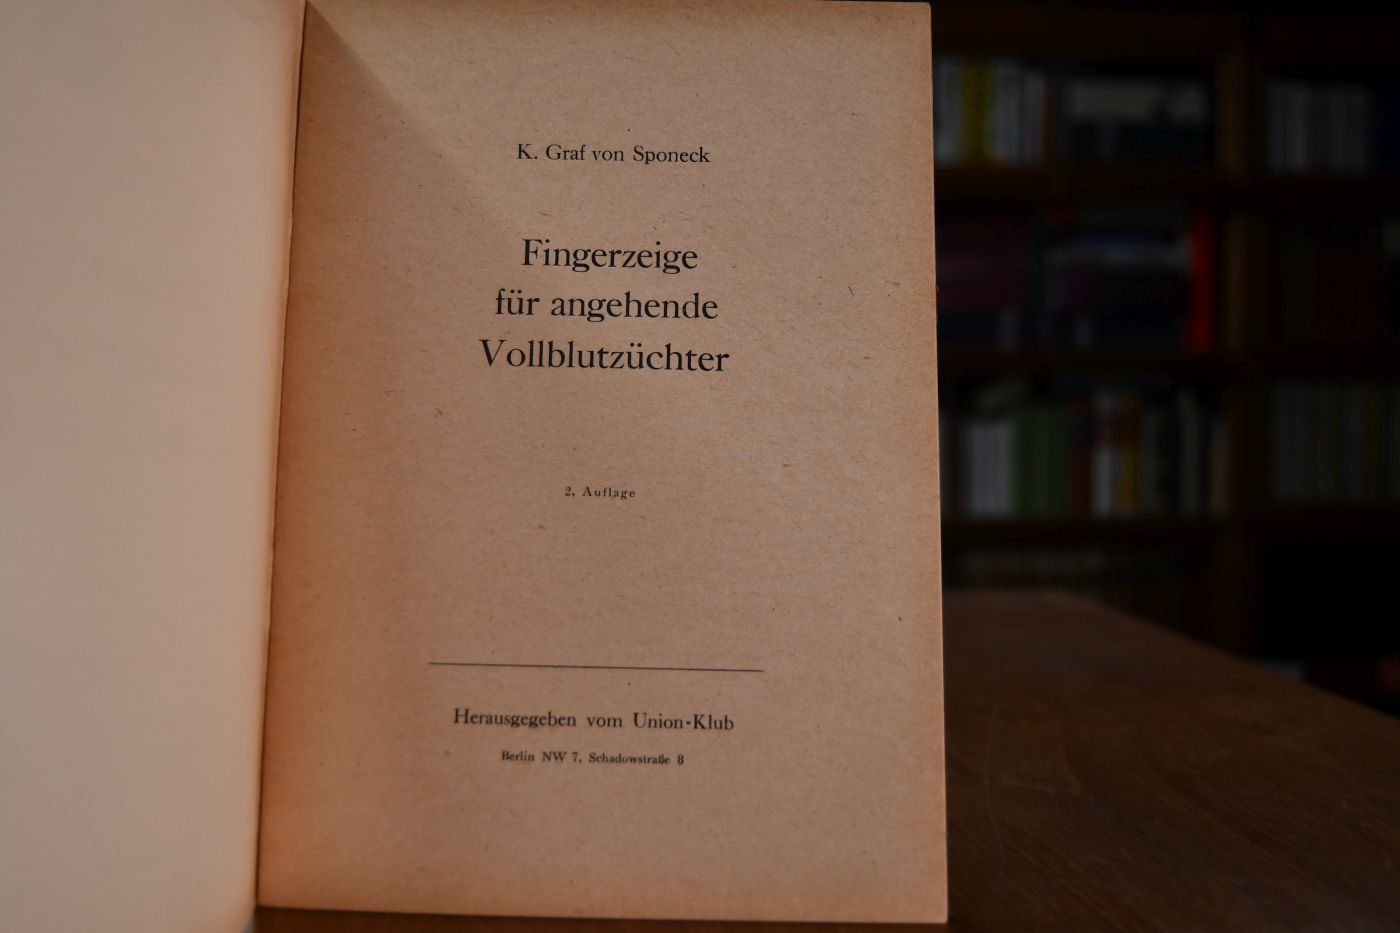 K. Graf von Sponeck
Fingerzeige
für angehende
Vollblutzüchter
2. Auflage
Herausgegeben vom Union-Klub
Berlin NW 7, Schadowstraße 8